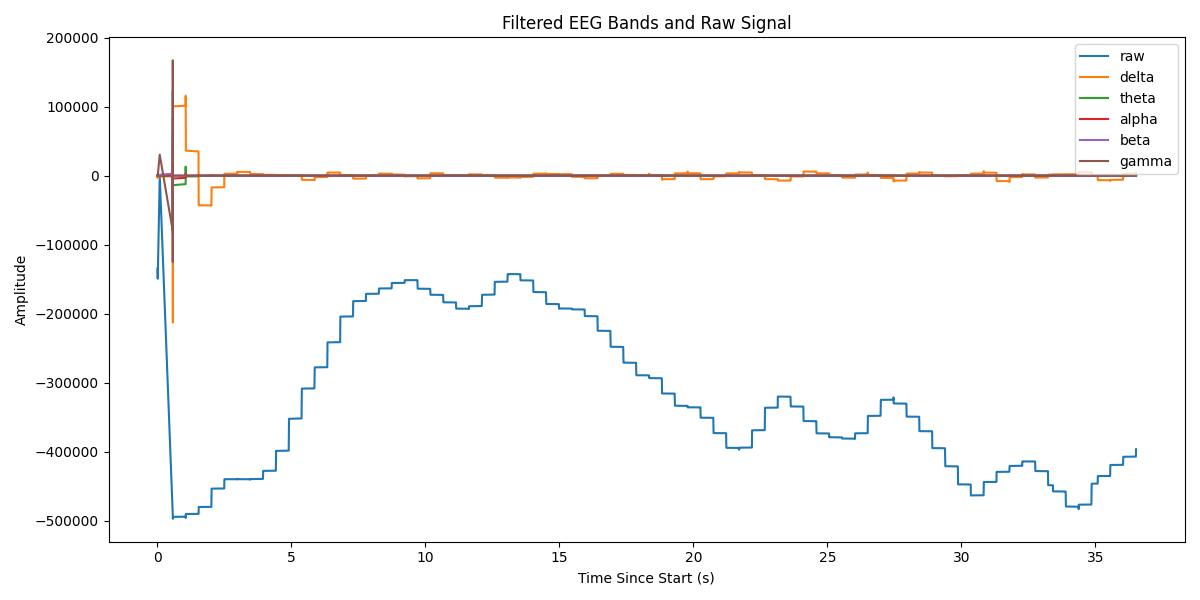 Filtered EEG Bands and Raw Signal
200000
100000
0
−100000
−200000
−300000
−400000
−500000
Amplitude
raw
delta
theta
alpha
beta
gamma
0 5 10 15 20 25 30 35
Time Since Start (s)